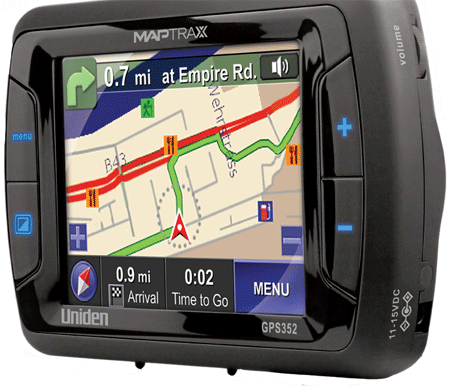 MAPTRAX
volume
0.7 mi at Empire Rd.
Wehrstrass
menu
B43
0.9 mi
Arrival
0:02
Time to Go
MENU
11-15VDC
Uniden
GPS352